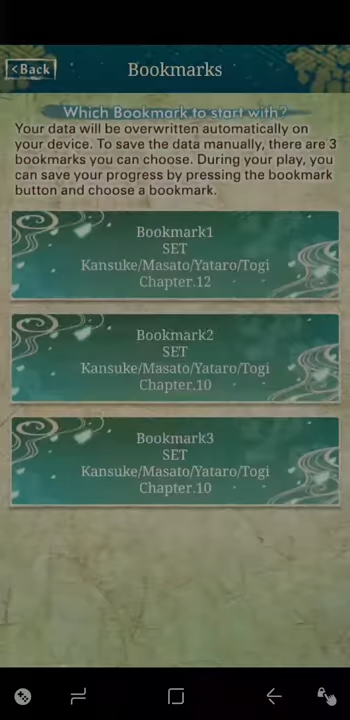 <Back
Bookmarks
Which Bookmark to start with?
Your data will be overwritten automatically on
your device. To save the data manually, there are 3
bookmarks you can choose. During your play, you
can save your progress by pressing the bookmark
button and choose a bookmark.
Bookmark1
SET
Kansuke/Masato/Yataro/Togi
Chapter.12
Bookmark2
SET
Kansuke/Masato/Yataro/Togi
Chapter.10
Bookmark3
SET
Kansuke/Masato/Yataro/Togi
Chapter.10